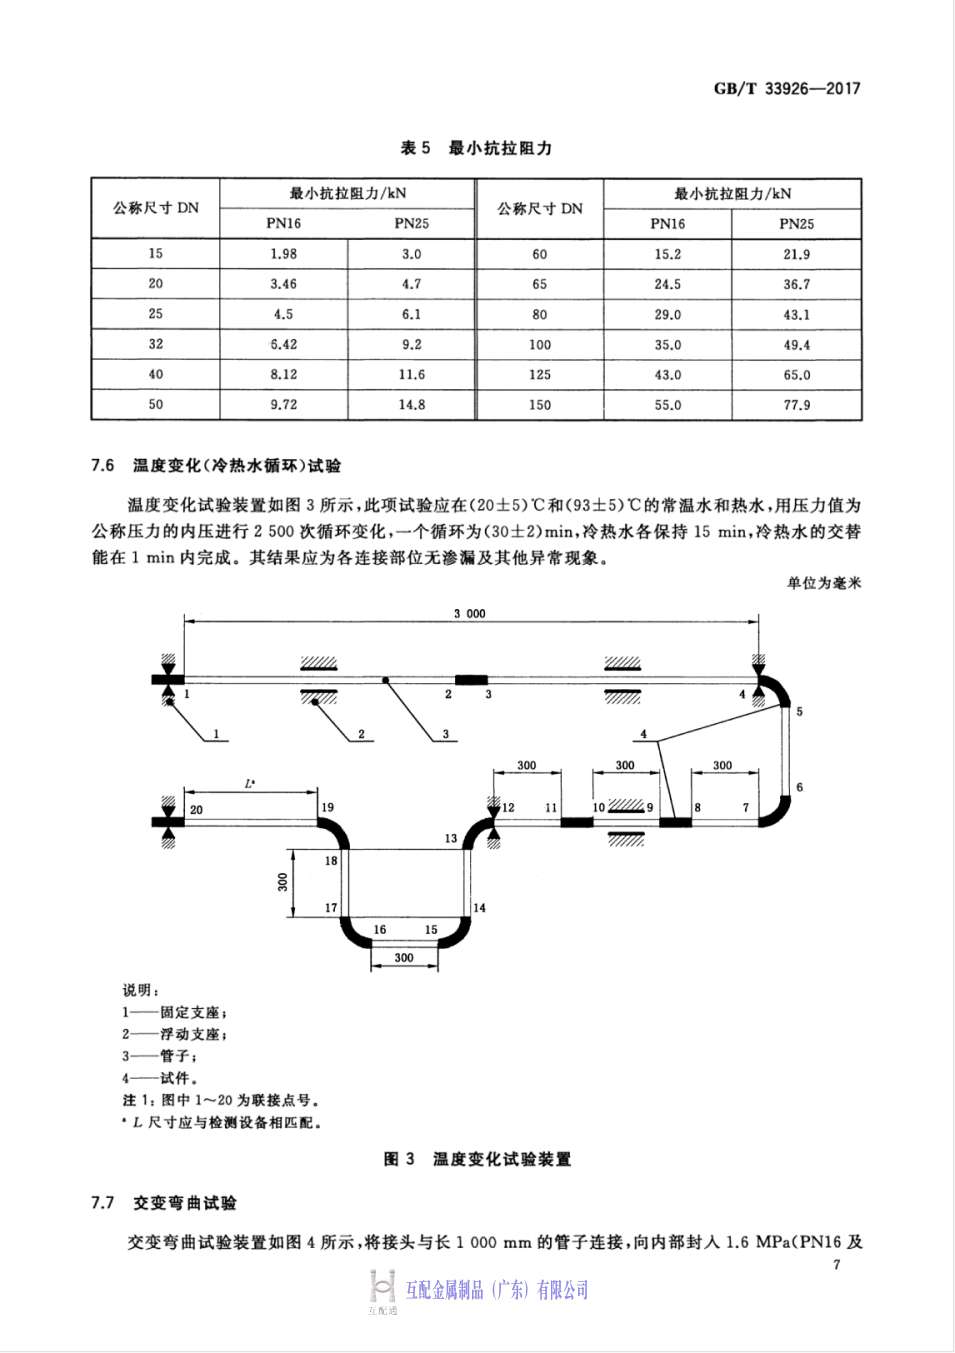 GB/T 33926—2017
表 5 最小抗拉阻力
公称尺寸 DN 最小抗拉阻力/kN 公称尺寸 DN 最小抗拉阻力/kN
PN16 PN25 PN16 PN25
15 1.98 3.0 60 15.2 21.9
20 3.46 4.7 65 24.5 36.7
25 4.5 6.1 80 29.0 43.1
32 6.42 9.2 100 35.0 49.4
40 8.12 11.6 125 43.0 65.0
50 9.72 14.8 150 55.0 77.9
7.6 温度变化(冷热水循环)试验
温度变化试验装置如图 3 所示,此项试验应在(20±5)℃和(93±5)℃的常温水和热水,用压力值为
公称压力的内压进行 2 500 次循环变化,一个循环为(30±2)min,冷热水各保持 15 min,冷热水的交替
能在 1 min 内完成。其结果应为各连接部位无渗漏及其他异常现象。
单位为毫米
3 000
1 2 3 4
5
1 2 3 4
300 300 300
6
Lª
20 19 12 11 10 9 8 7
13
18
300
17 14
16 15
300
说明:
1——固定支座;
2——浮动支座;
3——管子;
4——试件。
注 1:图中 1～20 为联接点号。
ª L 尺寸应与检测设备相匹配。
图 3 温度变化试验装置
7.7 交变弯曲试验
交变弯曲试验装置如图 4 所示,将接头与长 1 000 mm 的管子连接,向内部封入 1.6 MPa(PN16 及
7
互配通
互配金属制品（广东）有限公司